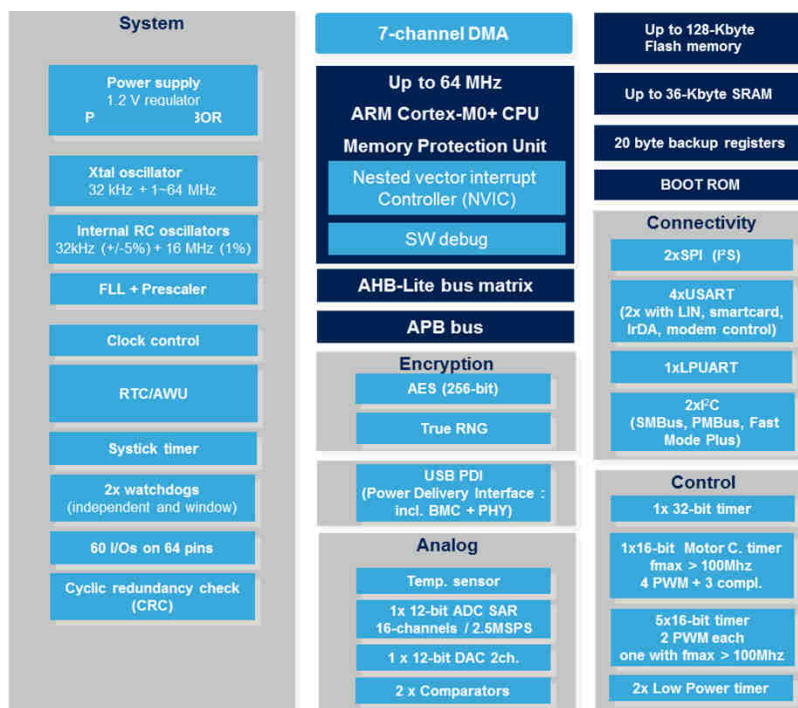 System
Power supply
1.2 V regulator
P BOR
Xtal oscillator
32 kHz + 1~64 MHz
Internal RC oscillators
32kHz (+/-5%) + 16 MHz (1%)
FLL + Prescaler
Clock control
RTC/AWU
Systick timer
2x watchdogs
(independent and window)
60 I/Os on 64 pins
Cyclic redundancy check
(CRC)
7-channel DMA
Up to 64 MHz
ARM Cortex-M0+ CPU
Memory Protection Unit
Nested vector interrupt
Controller (NVIC)
SW debug
AHB-Lite bus matrix
APB bus
Encryption
AES (256-bit)
True RNG
USB PDI
(Power Delivery Interface :
incl. BMC + PHY)
Analog
Temp. sensor
1x 12-bit ADC SAR
16-channels / 2.5MSPS
1 x 12-bit DAC 2ch.
2 x Comparators
Up to 128-Kbyte
Flash memory
Up to 36-Kbyte SRAM
20 byte backup registers
BOOT ROM
Connectivity
2xSPI (I²S)
4xUSART
(2x with LIN, smartcard,
IrDA, modem control)
1xLPUART
2xI²C
(SMBus, PMBus, Fast
Mode Plus)
Control
1x 32-bit timer
1x16-bit Motor C. timer
fmax > 100Mhz
4 PWM + 3 compl.
5x16-bit timer
2 PWM each
one with fmax > 100Mhz
2x Low Power timer